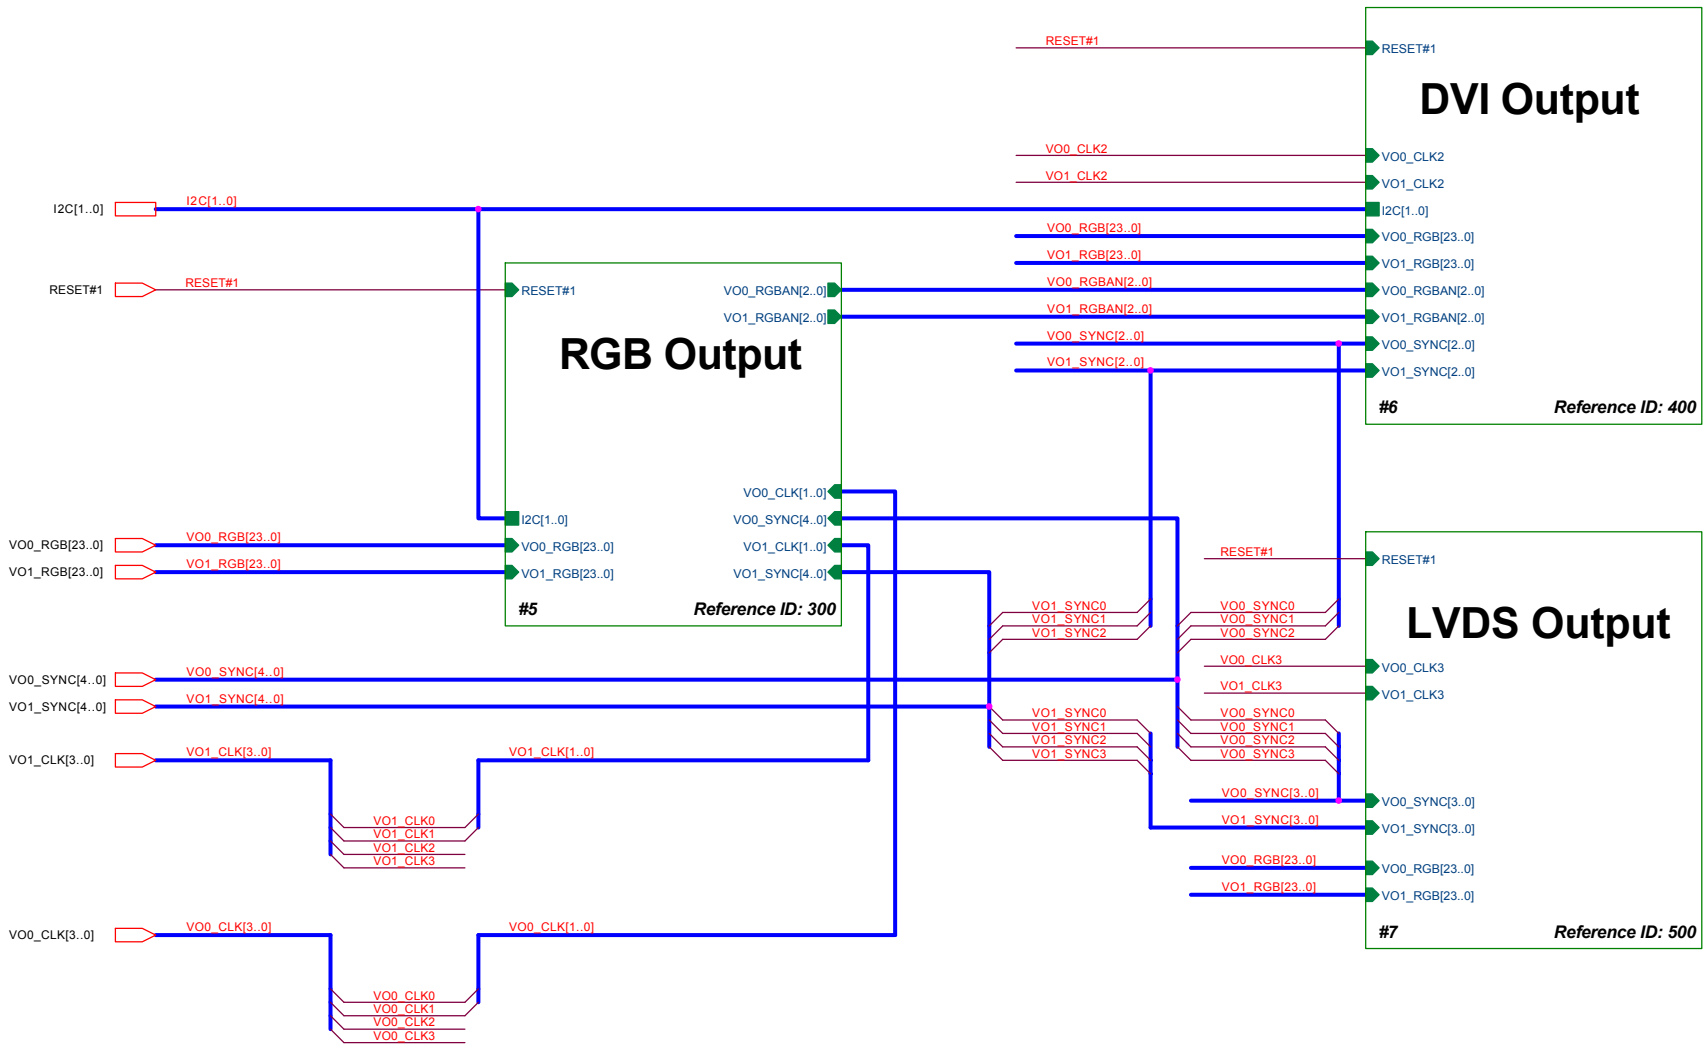 RESET#1
RESET#1
DVI Output
VO0_CLK2
VO0_CLK2
VO1_CLK2
VO1_CLK2
I2C[1..0]
I2C[1..0]
I2C[1..0]
VO0_RGB[23..0]
VO0_RGB[23..0]
VO1_RGB[23..0]
VO1_RGB[23..0]
RESET#1
RESET#1
RESET#1
VO0_RGBAN[2..0]
VO0_RGBAN[2..0]
VO0_RGBAN[2..0]
VO1_RGBAN[2..0]
VO1_RGBAN[2..0]
VO1_RGBAN[2..0]
RGB Output
VO0_SYNC[2..0]
VO0_SYNC[2..0]
VO1_SYNC[2..0]
VO1_SYNC[2..0]
#6
Reference ID: 400
VO0_CLK[1..0]
I2C[1..0]
VO0_SYNC[4..0]
VO0_RGB[23..0]
VO0_RGB[23..0]
VO0_RGB[23..0]
VO1_CLK[1..0]
VO1_RGB[23..0]
VO1_RGB[23..0]
VO1_RGB[23..0]
VO1_SYNC[4..0]
#5
Reference ID: 300
RESET#1
RESET#1
LVDS Output
VO1_SYNC0
VO1_SYNC1
VO1_SYNC2
VO0_SYNC0
VO0_SYNC1
VO0_SYNC2
VO0_CLK3
VO0_CLK3
VO1_CLK3
VO1_CLK3
VO0_SYNC[4..0]
VO0_SYNC[4..0]
VO1_SYNC[4..0]
VO1_SYNC[4..0]
VO1_SYNC0
VO1_SYNC1
VO1_SYNC2
VO1_SYNC3
VO0_SYNC0
VO0_SYNC1
VO0_SYNC2
VO0_SYNC3
VO1_CLK[3..0]
VO1_CLK[3..0]
VO1_CLK[1..0]
VO0_SYNC[3..0]
VO0_SYNC[3..0]
VO1_SYNC[3..0]
VO1_SYNC[3..0]
VO1_CLK0
VO1_CLK1
VO1_CLK2
VO1_CLK3
VO0_RGB[23..0]
VO0_RGB[23..0]
VO1_RGB[23..0]
VO1_RGB[23..0]
#7
Reference ID: 500
VO0_CLK[3..0]
VO0_CLK[3..0]
VO0_CLK[1..0]
VO0_CLK0
VO0_CLK1
VO0_CLK2
VO0_CLK3